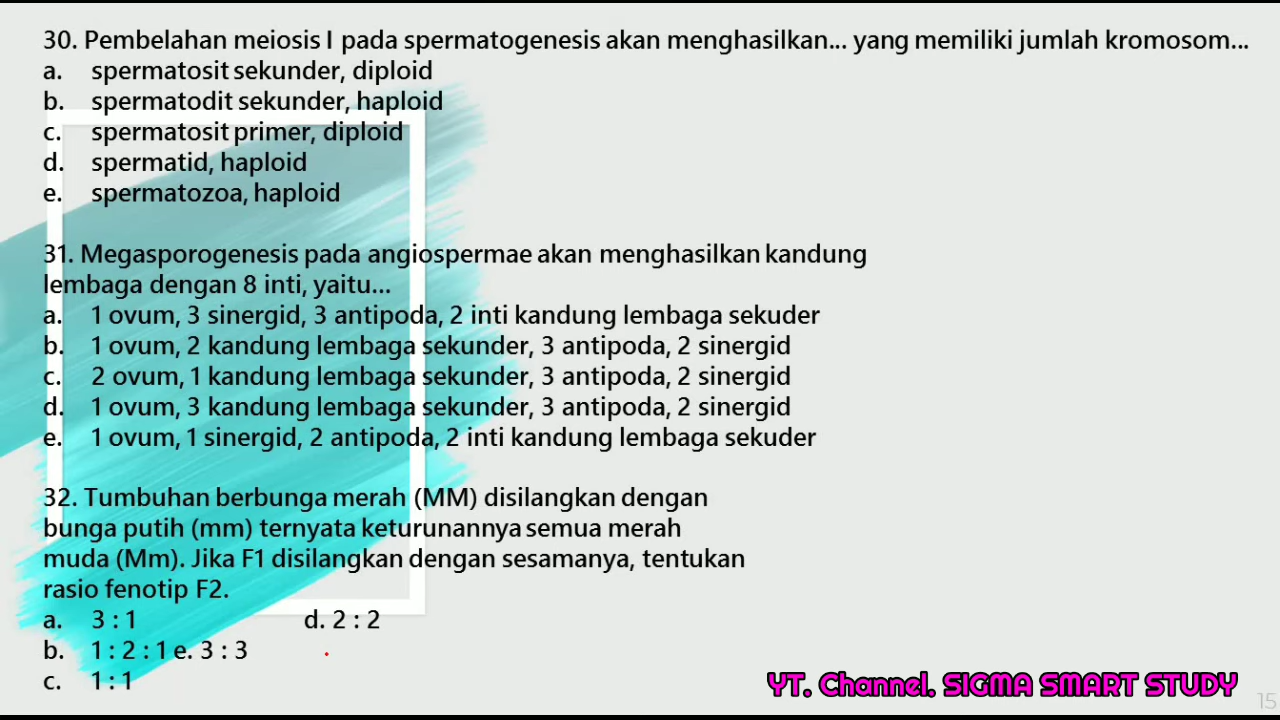 30. Pembelahan meiosis I pada spermatogenesis akan menghasilkan... yang memiliki jumlah kromosom...
a. spermatosit sekunder, diploid
b. spermatodit sekunder, haploid
c. spermatosit primer, diploid
d. spermatid, haploid
e. spermatozoa, haploid
31. Megasporogenesis pada angiospermae akan menghasilkan kandung
lembaga dengan 8 inti, yaitu...
a. 1 ovum, 3 sinergid, 3 antipoda, 2 inti kandung lembaga sekuder
b. 1 ovum, 2 kandung lembaga sekunder, 3 antipoda, 2 sinergid
c. 2 ovum, 1 kandung lembaga sekunder, 3 antipoda, 2 sinergid
d. 1 ovum, 3 kandung lembaga sekunder, 3 antipoda, 2 sinergid
e. 1 ovum, 1 sinergid, 2 antipoda, 2 inti kandung lembaga sekuder
32. Tumbuhan berbunga merah (MM) disilangkan dengan
bunga putih (mm) ternyata keturunannya semua merah
muda (Mm). Jika F1 disilangkan dengan sesamanya, tentukan
rasio fenotip F2.
a. 3 : 1 d. 2 : 2
b. 1 : 2 : 1 e. 3 : 3
c. 1 : 1
YT. Channel. SIGMA SMART STUDY
15